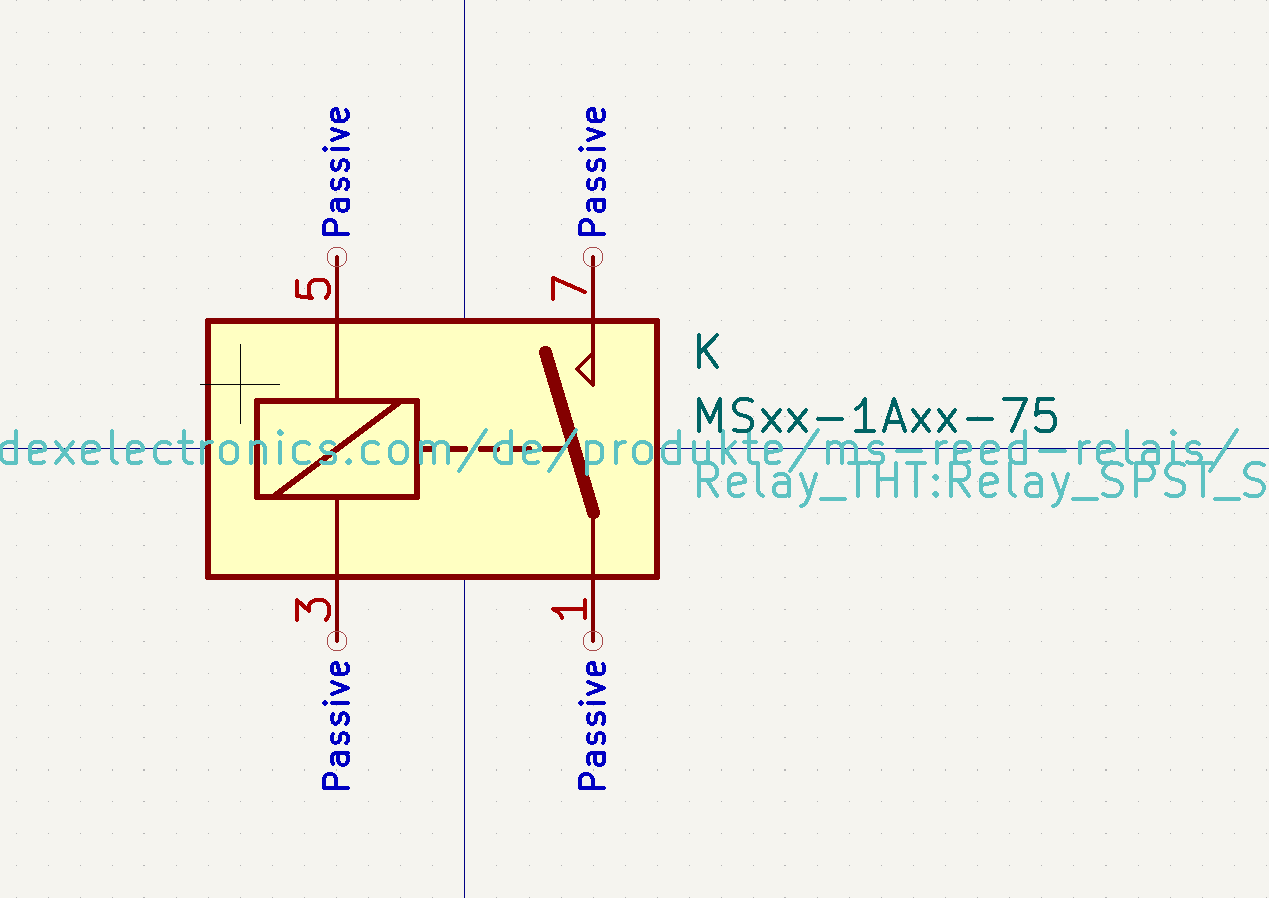 Passive
Passive
5
7
K
MSxx-1Axx-75
dexelectronics.com/de/produkte/ms-reed-relais/
Relay_THT:Relay_SPST_S
3
1
Passive
Passive